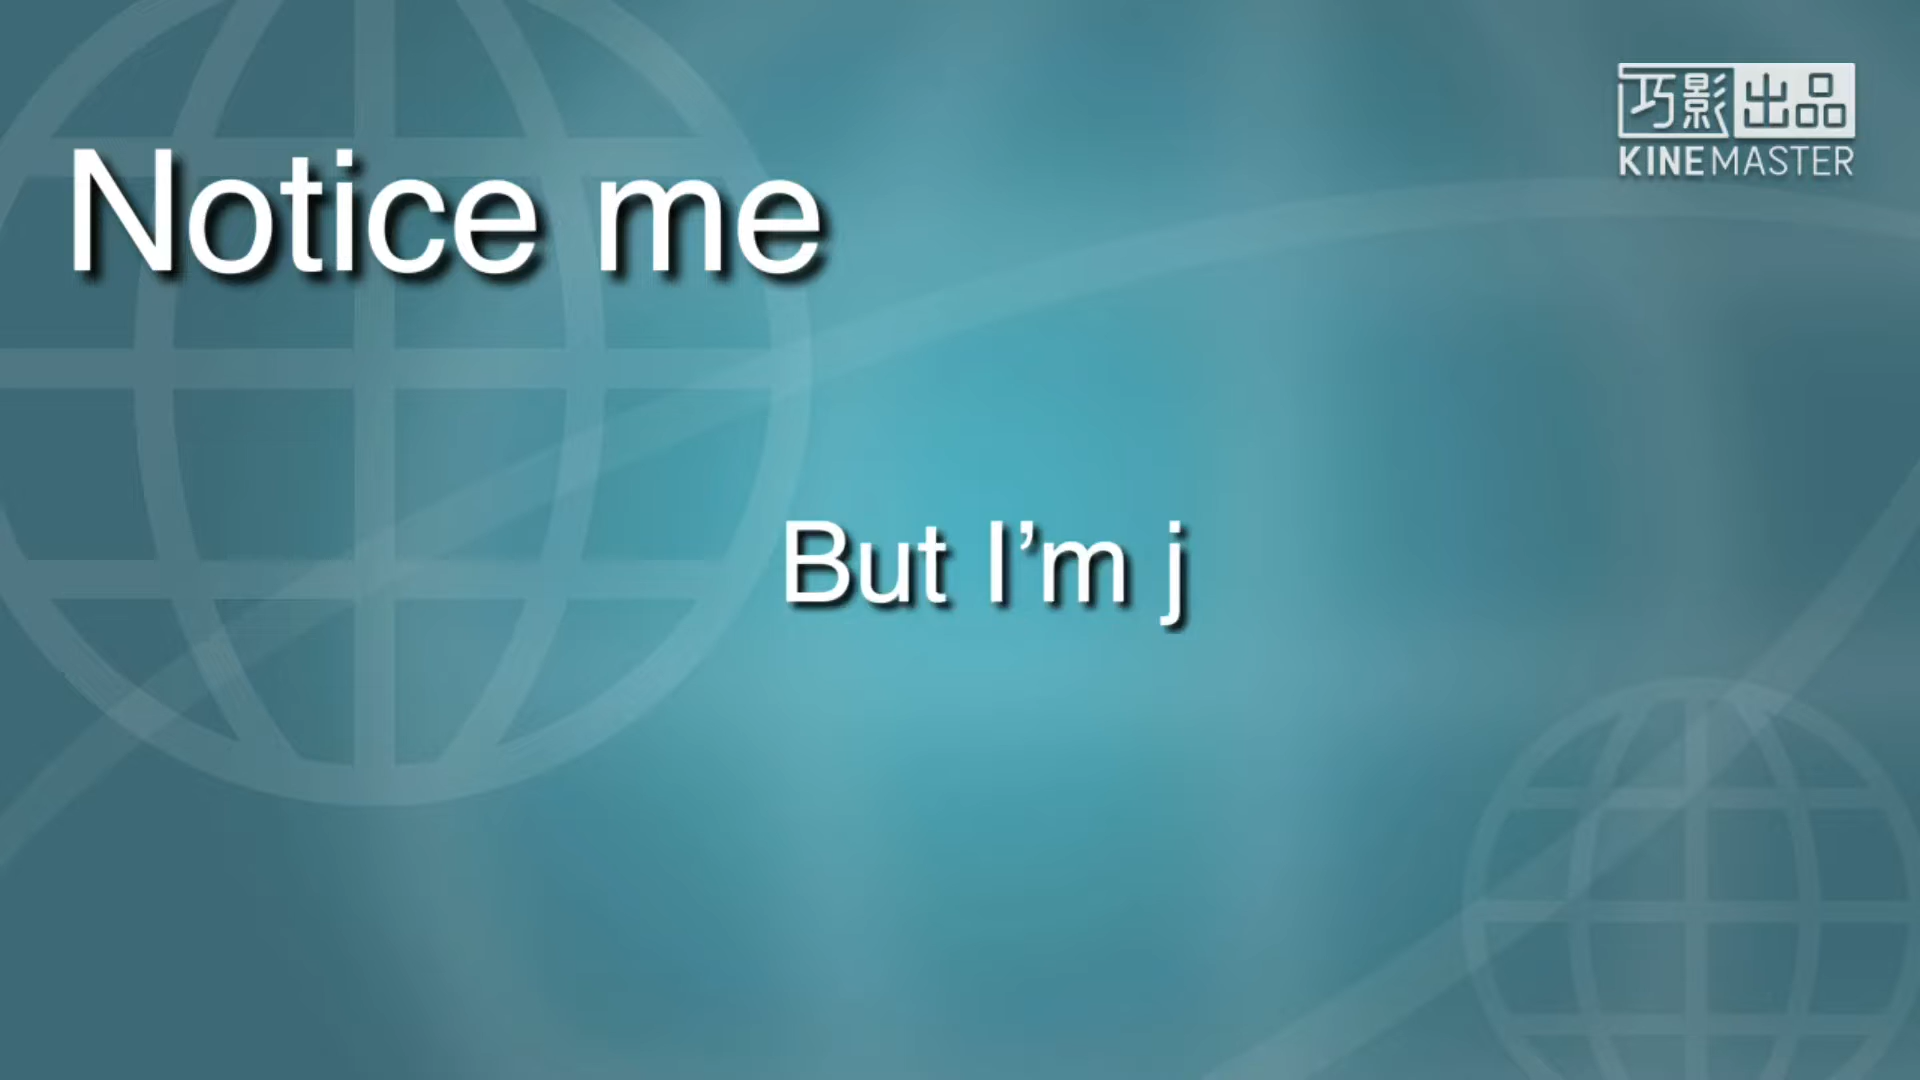 巧影出品
KINEMASTER
Notice me
But I’m j